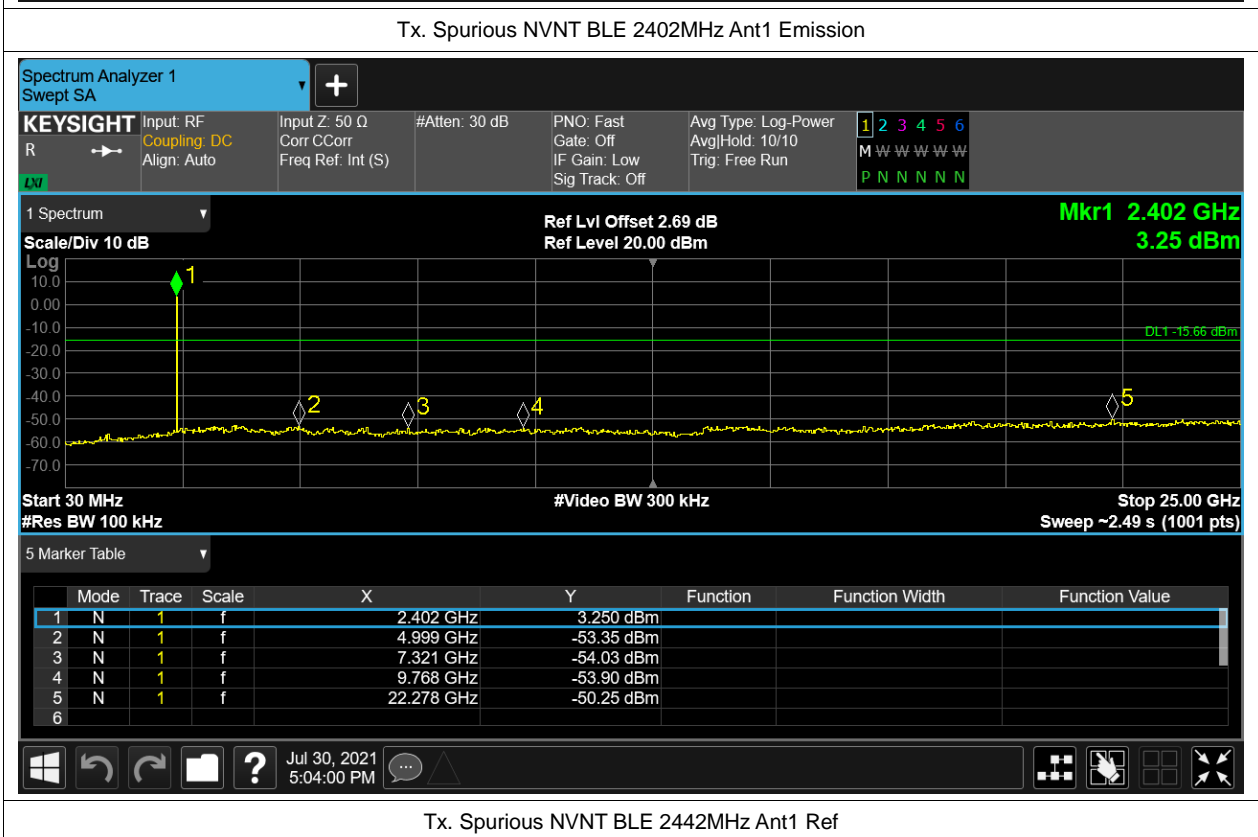 Tx. Spurious NVNT BLE 2402MHz Ant1 Emission
Spectrum Analyzer 1
Swept SA
+
KEYSIGHT Input: RF Input Z: 50 Ω #Atten: 30 dB PNO: Fast Avg Type: Log-Power 1 2 3 4 5 6
R Coupling: DC Corr CCorr Gate: Off Avg|Hold: 10/10 M W W W W W
Align: Auto Freq Ref: Int (S) IF Gain: Low Trig: Free Run
LXI Sig Track: Off P N N N N N
1 Spectrum Ref Lvl Offset 2.69 dB Mkr1 2.402 GHz
Scale/Div 10 dB Ref Level 20.00 dBm 3.25 dBm
Log
1
10.0
0.00
-10.0
DL1 -15.66 dBm
-20.0
-30.0
-40.0
2 3 4 5
-50.0
-60.0
-70.0
Start 30 MHz #Video BW 300 kHz Stop 25.00 GHz
#Res BW 100 kHz Sweep ~2.49 s (1001 pts)
5 Marker Table
Mode Trace Scale X Y Function Function Width Function Value
1 N 1 f 2.402 GHz 3.250 dBm
2 N 1 f 4.999 GHz -53.35 dBm
3 N 1 f 7.321 GHz -54.03 dBm
4 N 1 f 9.768 GHz -53.90 dBm
5 N 1 f 22.278 GHz -50.25 dBm
6
? Jul 30, 2021
5:04:00 PM
Tx. Spurious NVNT BLE 2442MHz Ant1 Ref